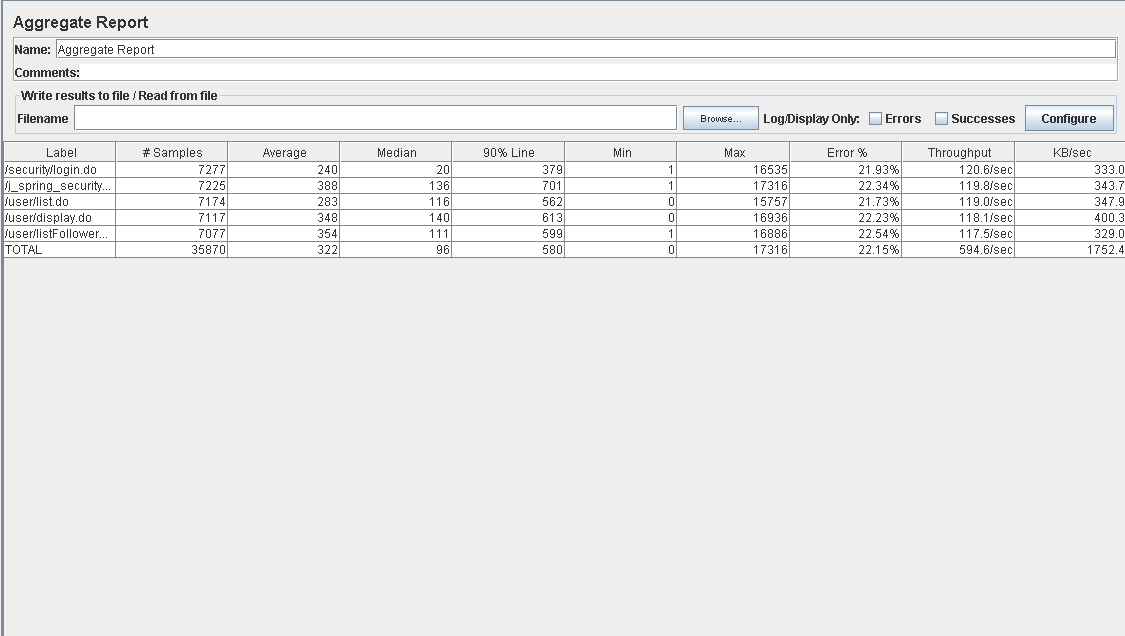 Aggregate Report
Name: Aggregate Report
Comments:
Write results to file / Read from file
Filename Browse... Log/Display Only: Errors Successes Configure
Label # Samples Average Median 90% Line Min Max Error % Throughput KB/sec
/security/login.do 7277 240 20 379 1 16535 21.93% 120.6/sec 333.0
/j_spring_security... 7225 388 136 701 1 17316 22.34% 119.8/sec 343.7
/user/list.do 7174 283 116 562 0 15757 21.73% 119.0/sec 347.9
/user/display.do 7117 348 140 613 0 16936 22.23% 118.1/sec 400.3
/user/listFollower... 7077 354 111 599 1 16886 22.54% 117.5/sec 329.0
TOTAL 35870 322 96 580 0 17316 22.15% 594.6/sec 1752.4